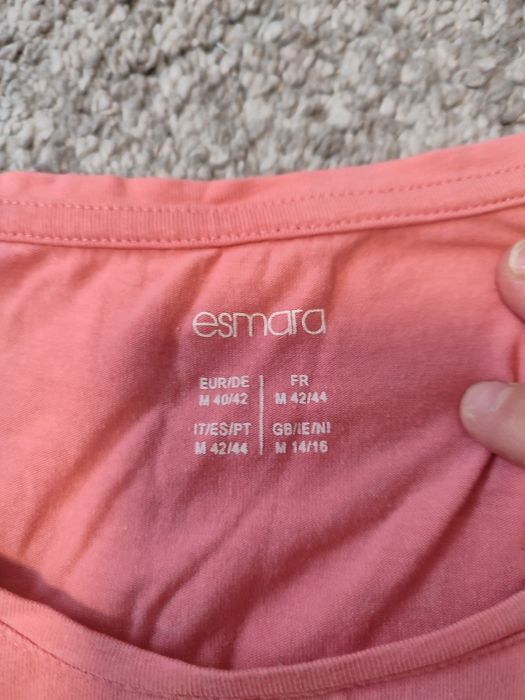 esmara
EUR/DE | FR
M 40/42 | M 42/44
IT/ES/PT | GB/IE/NI
M 42/44 | M 14/16